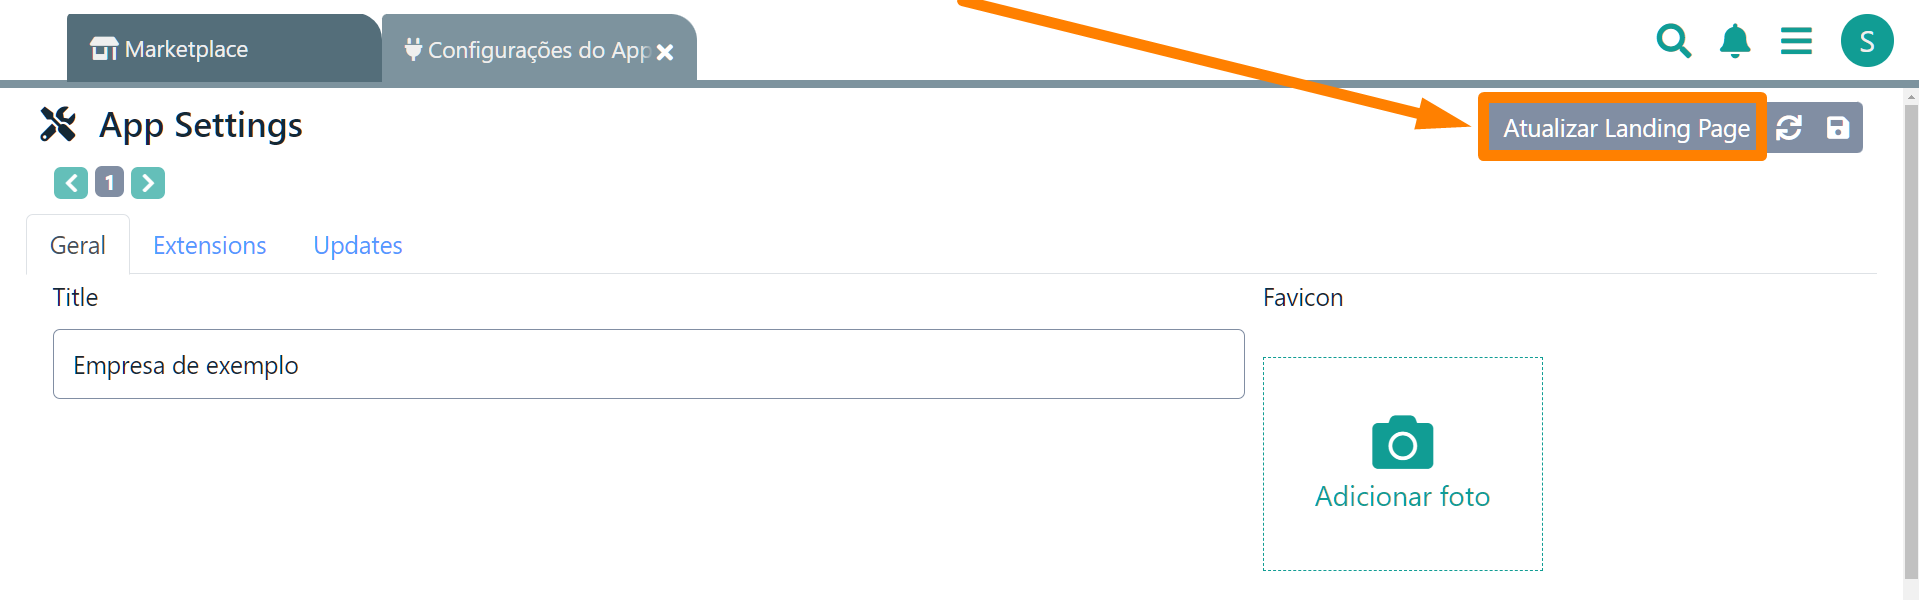 Marketplace
Configurações do App
S
App Settings
Atualizar Landing Page
1
Geral
Extensions
Updates
Title
Favicon
Empresa de exemplo
Adicionar foto